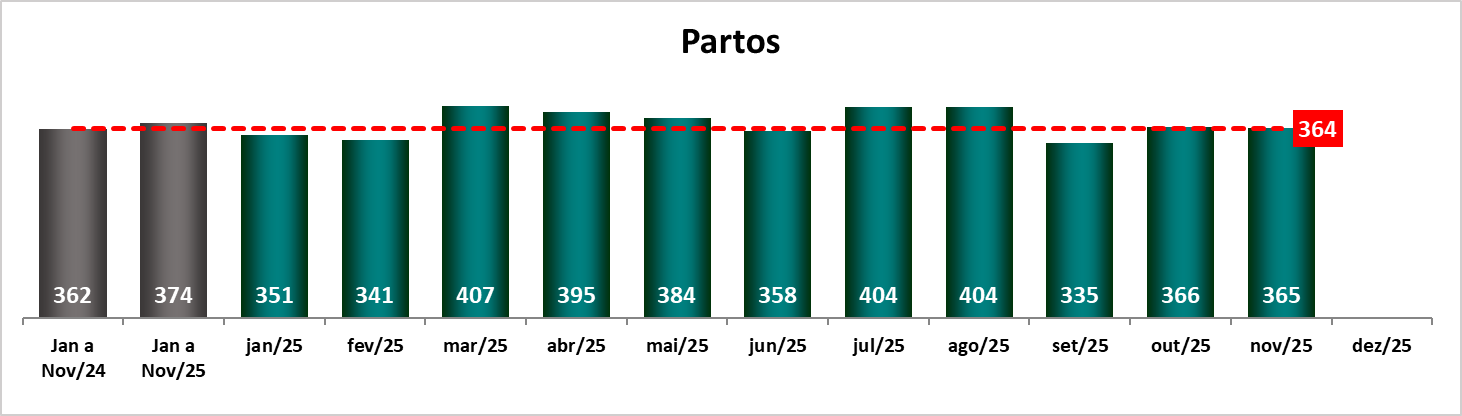 Partos
364
362 374 351 341 407 395 384 358 404 404 335 366 365
Jan a Jan a jan/25 fev/25 mar/25 abr/25 mai/25 jun/25 jul/25 ago/25 set/25 out/25 nov/25 dez/25
Nov/24 Nov/25